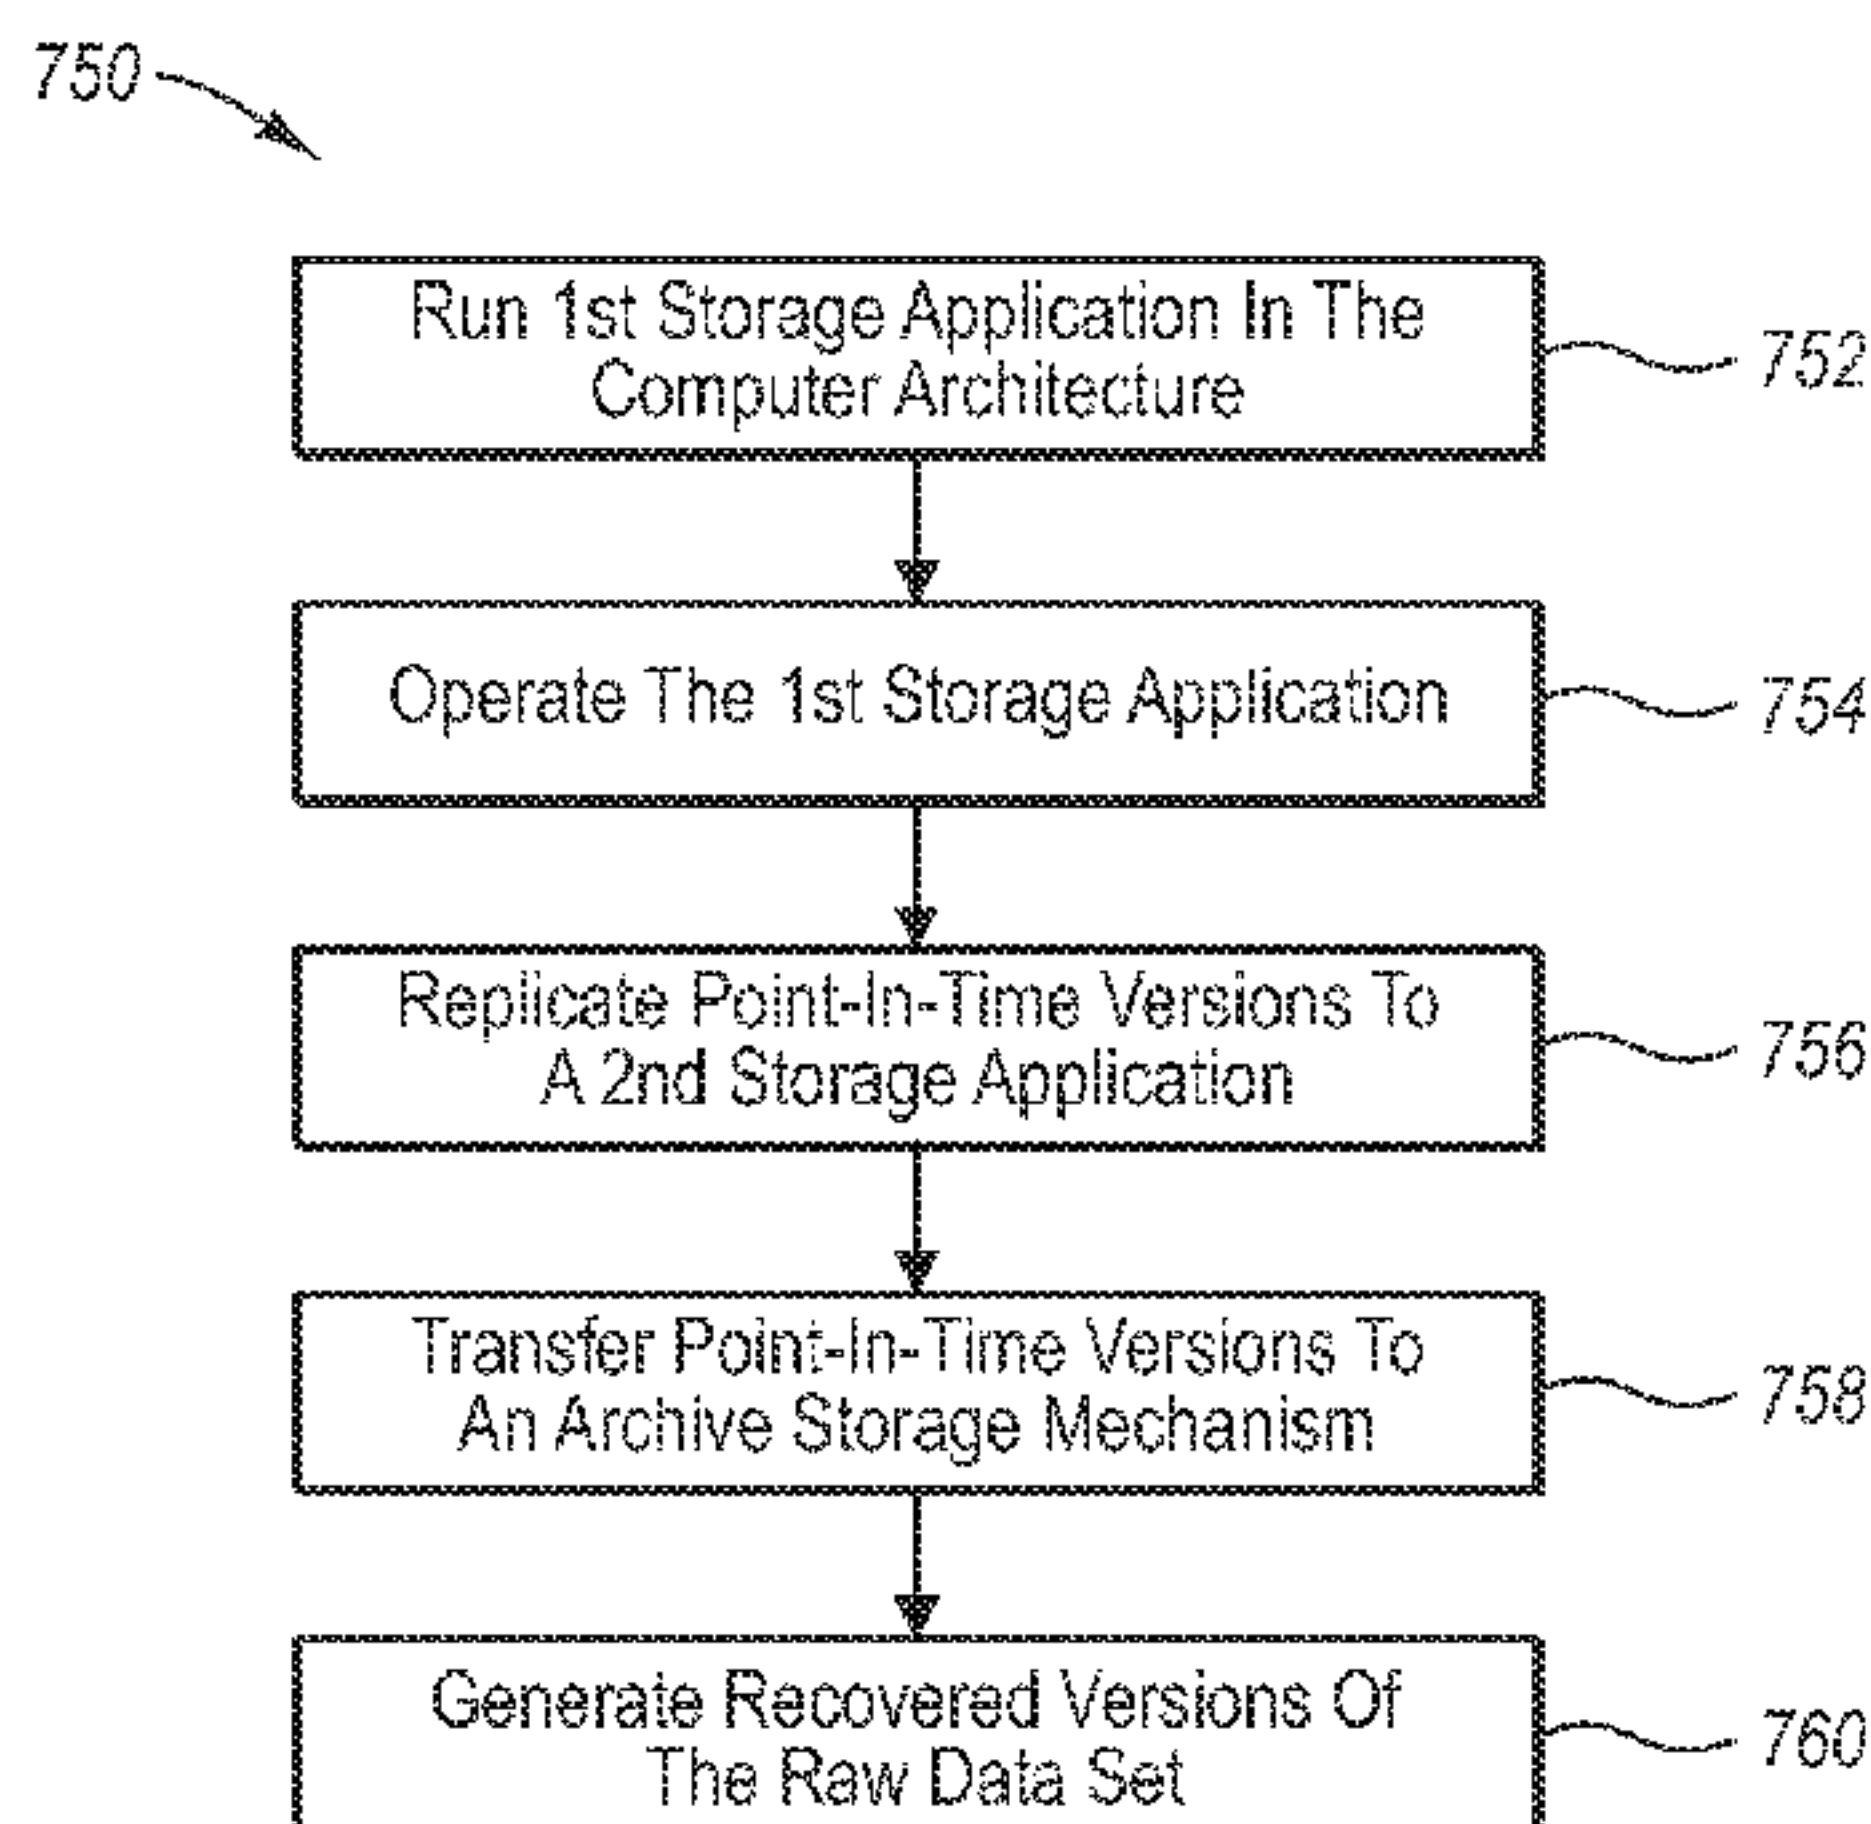 750
Run 1st Storage Application In The
Computer Architecture
752
Operate The 1st Storage Application
754
Replicate Point-In-Time Versions To
A 2nd Storage Application
756
Transfer Point-In-Time Versions To
An Archive Storage Mechanism
758
Generate Recovered Versions Of
The Raw Data Set
760